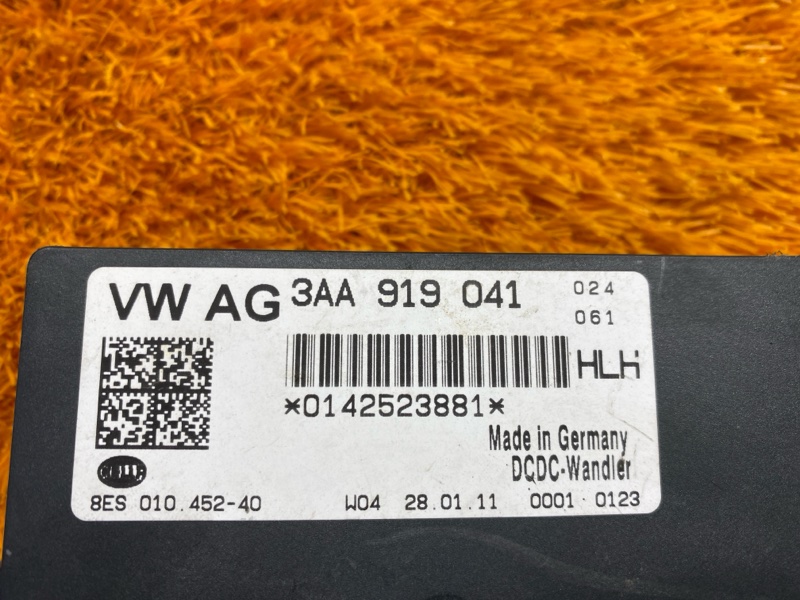 VW AG 3AA 919 041 024
061
HLH
*0142523881*
Made in Germany
DCDC-Wandler
HELLA
8ES 010.452-40 W04 28.01.11 0001 0123